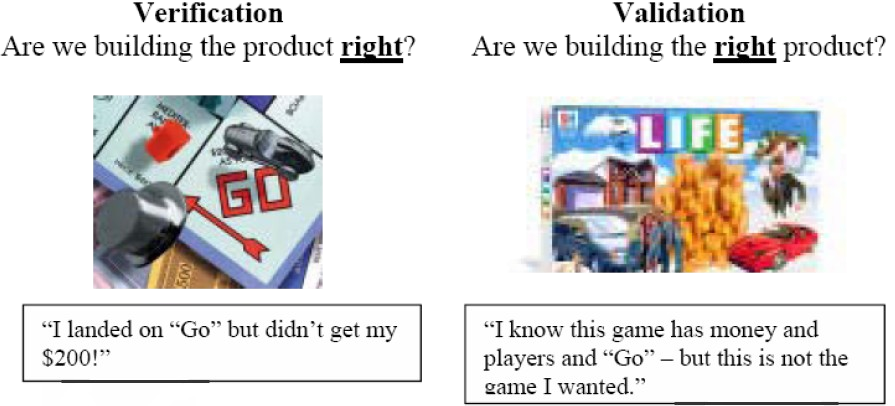 Verification
Are we building the product right?
Validation
Are we building the right product?
GO
500
LIFE
“I landed on “Go” but didn’t get my
$200!”
“I know this game has money and
players and “Go” – but this is not the
game I wanted.”